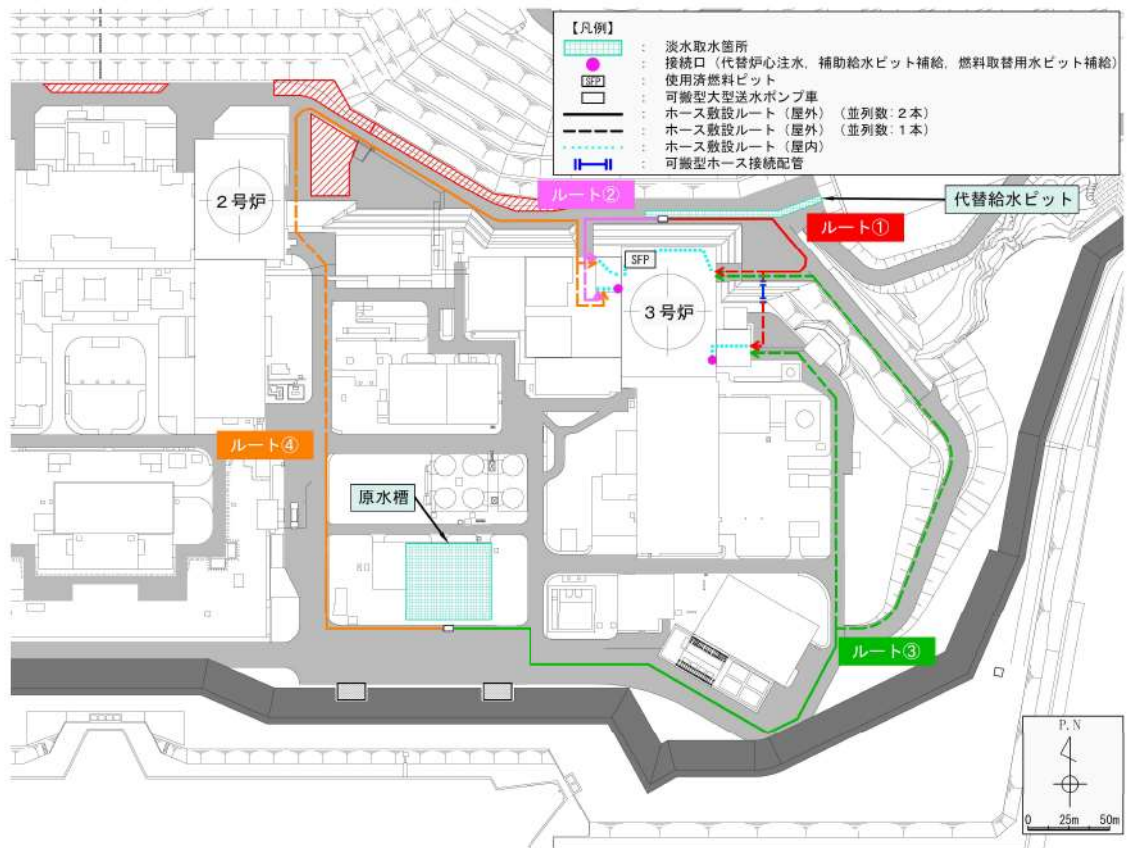 【凡例】
: 淡水取水箇所
: 接続口(代替炉心注水，補助給水ピット補給，燃料取替用水ピット補給)
SFP : 使用済燃料ピット
: 可搬型大型送水ポンプ車
: ホース敷設ルート(屋外)(並列数:2本)
: ホース敷設ルート(屋外)(並列数:1本)
: ホース敷設ルート(屋内)
: 可搬型ホース接続配管
ルート②
代替給水ピット
2号炉
ルート①
SFP
3号炉
ルート④
原水槽
ルート③
P.N
0 25m 50m